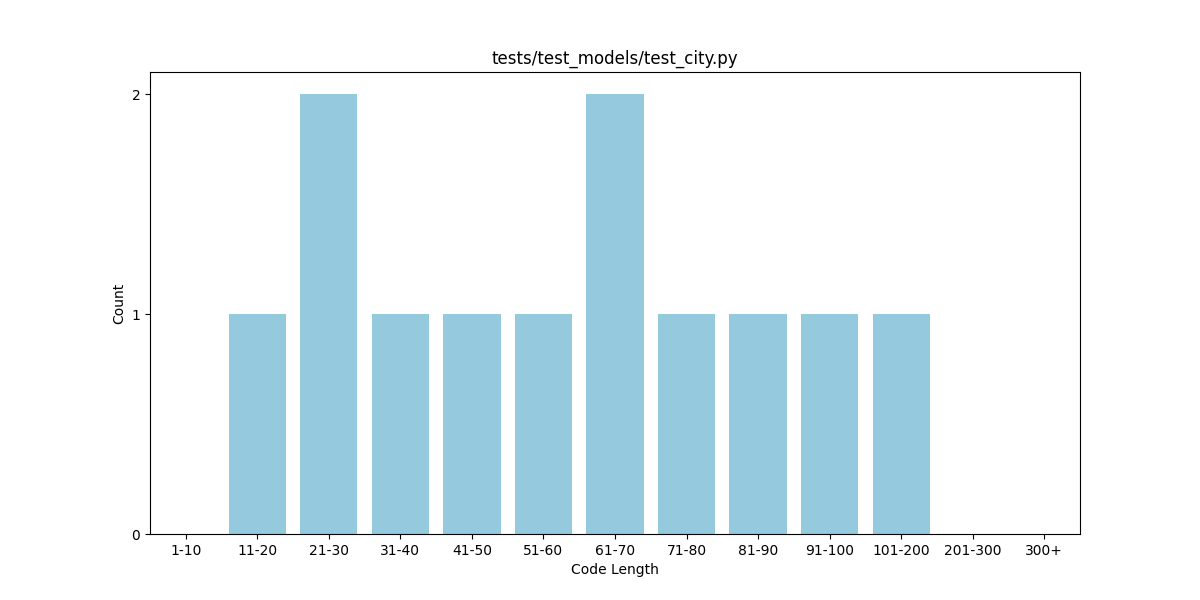 tests/test_models/test_city.py
2
1
0
Count
1-10 11-20 21-30 31-40 41-50 51-60 61-70 71-80 81-90 91-100 101-200 201-300 300+
Code Length